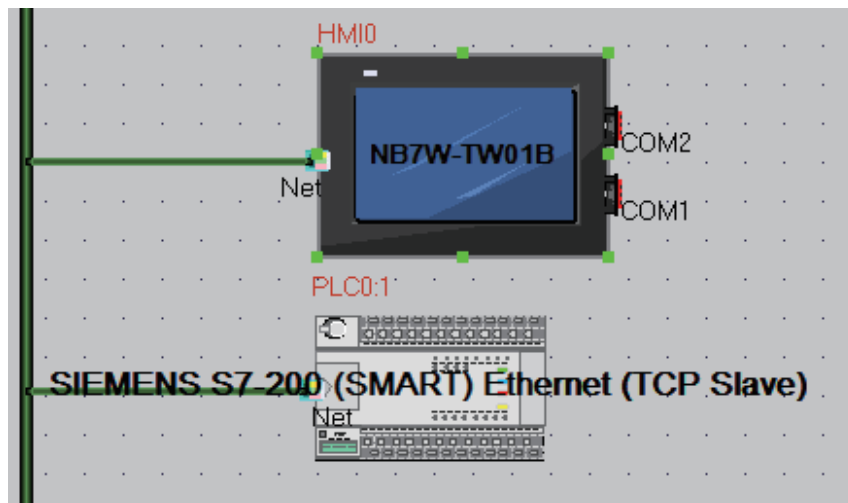 HMI0
NB7W-TW01B
COM2
Net
COM1
PLC0:1
SIEMENS S7-200 (SMART) Ethernet (TCP Slave)
Net